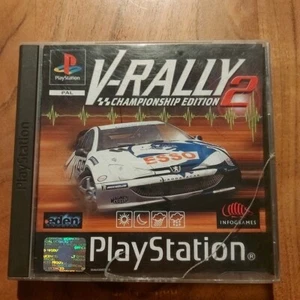 PlayStation
PAL
V-RALLY 2
CHAMPIONSHIP EDITION
ESSO
eden
INFOGRAMES
PlayStation®
PlayStation